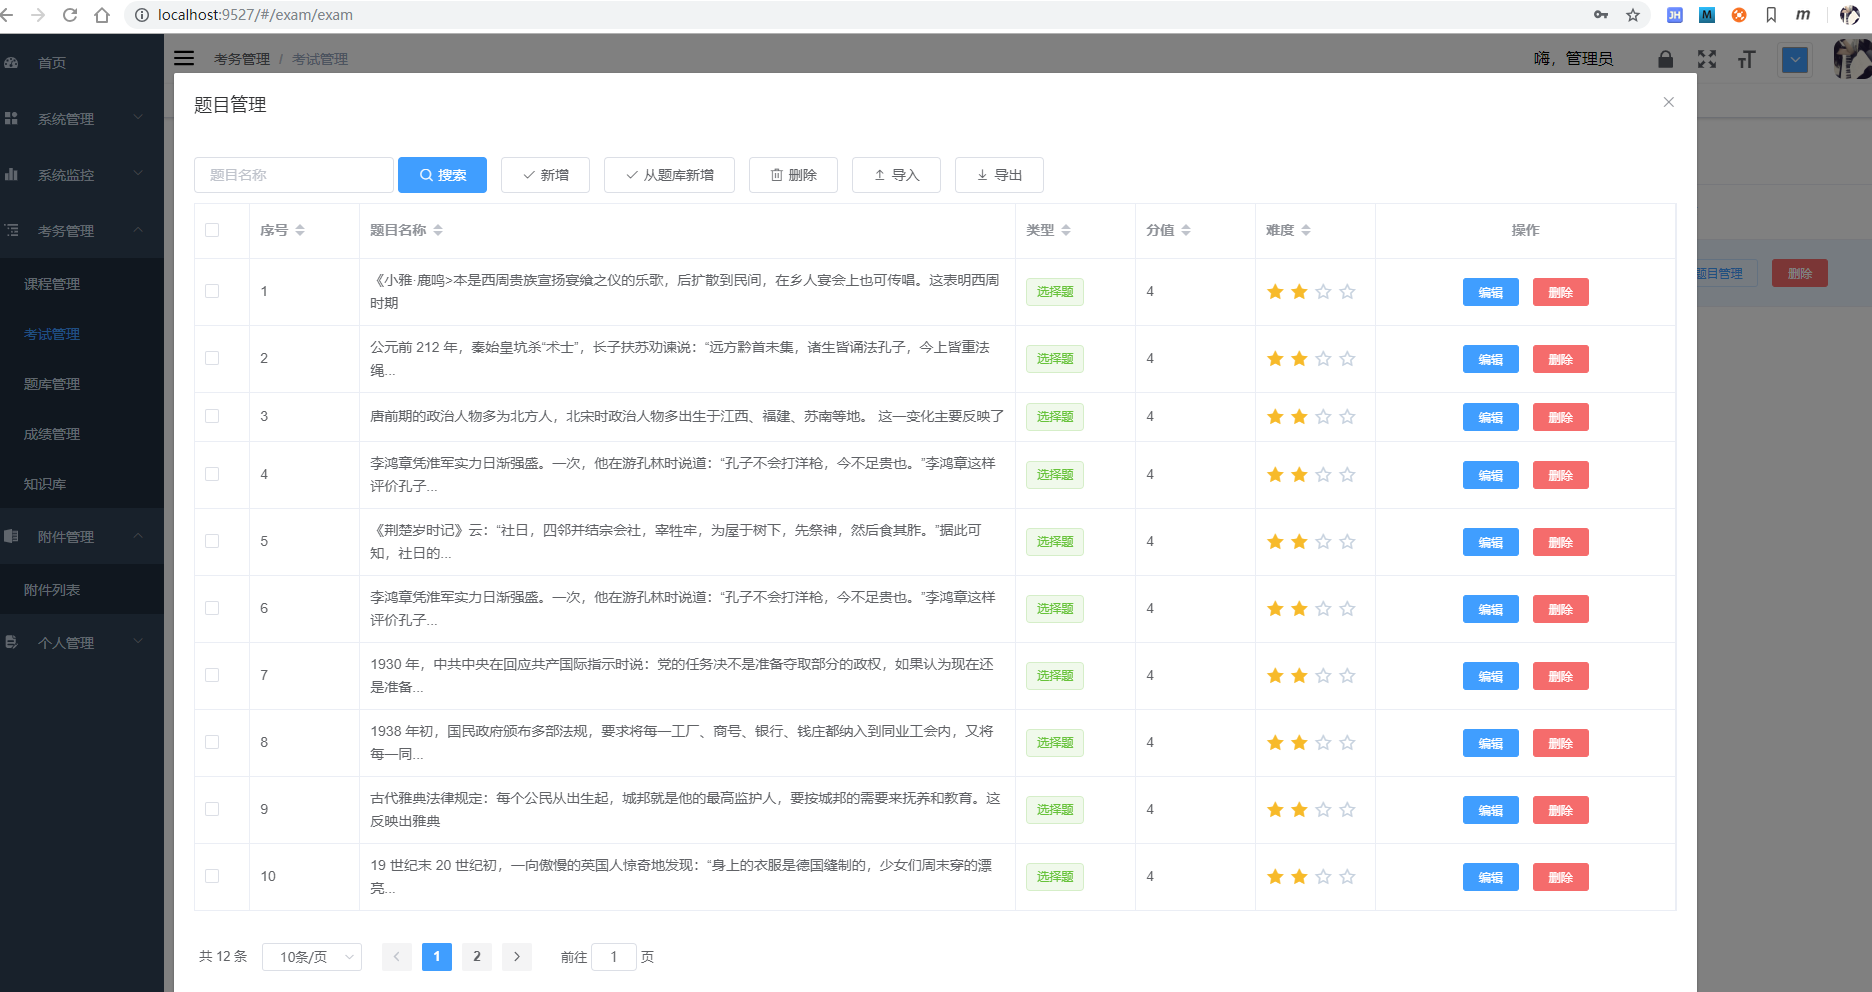 localhost:9527/#/exam/exam
首页
系统管理
系统监控
考务管理
课程管理
考试管理
题库管理
成绩管理
知识库
附件管理
附件列表
个人管理
考务管理 / 考试管理
嗨，管理员
题目管理
题目名称 搜索 新增 从题库新增 删除 导入 导出
序号 题目名称 类型 分值 难度 操作
1 《小雅·鹿鸣>本是西周贵族宣扬宴飨之仪的乐歌，后扩散到民间，在乡人宴会上也可传唱。这表明西周
时期 选择题 4 编辑 删除
2 公元前 212 年，秦始皇坑杀“术士”，长子扶苏劝谏说：“远方黔首未集，诸生皆诵法孔子，今上皆重法
绳... 选择题 4 编辑 删除
3 唐前期的政治人物多为北方人，北宋时政治人物多出生于江西、福建、苏南等地。 这一变化主要反映了 选择题 4 编辑 删除
4 李鸿章凭淮军实力日渐强盛。一次，他在游孔林时说道：“孔子不会打洋枪，今不足贵也。”李鸿章这样
评价孔子... 选择题 4 编辑 删除
5 《荆楚岁时记》云：“社日，四邻并结宗会社，宰牲牢，为屋于树下，先祭神，然后食其胙。”据此可
知，社日的... 选择题 4 编辑 删除
6 李鸿章凭淮军实力日渐强盛。一次，他在游孔林时说道：“孔子不会打洋枪，今不足贵也。”李鸿章这样
评价孔子... 选择题 4 编辑 删除
7 1930 年，中共中央在回应共产国际指示时说：党的任务决不是准备夺取部分的政权，如果认为现在还
是准备... 选择题 4 编辑 删除
8 1938 年初，国民政府颁布多部法规，要求将每一工厂、商号、银行、钱庄都纳入到同业工会内，又将
每一同... 选择题 4 编辑 删除
9 古代雅典法律规定：每个公民从出生起，城邦就是他的最高监护人，要按城邦的需要来抚养和教育。这
反映出雅典 选择题 4 编辑 删除
10 19 世纪末 20 世纪初，一向傲慢的英国人惊奇地发现：“身上的衣服是德国缝制的，少女们周末穿的漂
亮... 选择题 4 编辑 删除
题目管理 删除
共 12 条 10条/页 1 2 前往 1 页